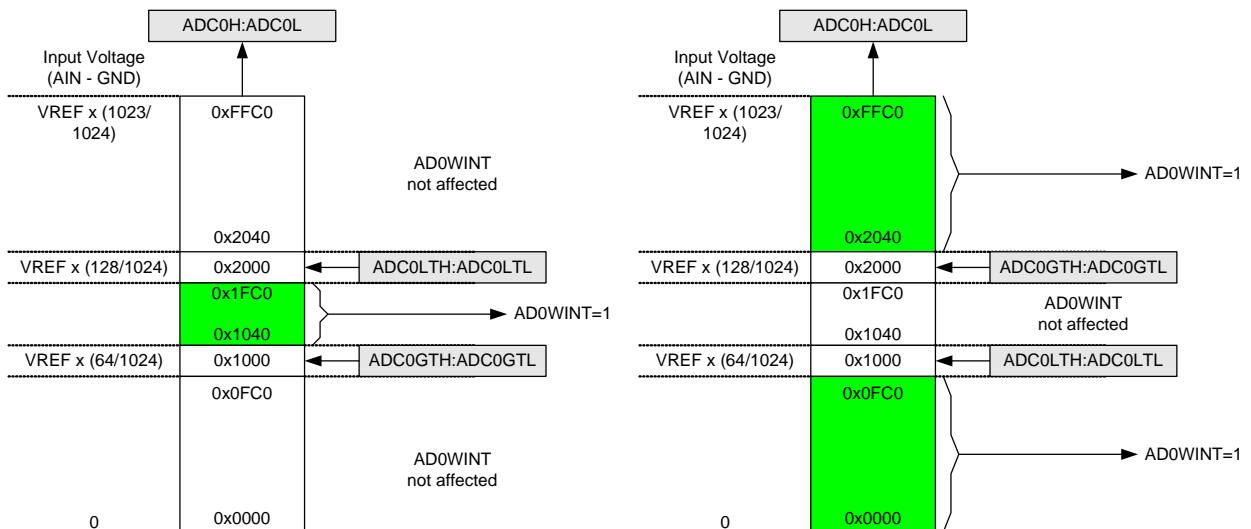 ADC0H:ADC0L
Input Voltage
(AIN - GND)
VREF x (1023/
1024)
0xFFC0
AD0WINT
not affected
0x2040
VREF x (128/1024)
0x2000
ADC0LTH:ADC0LTL
0x1FC0
AD0WINT=1
0x1040
VREF x (64/1024)
0x1000
ADC0GTH:ADC0GTL
0x0FC0
AD0WINT
not affected
0
0x0000
ADC0H:ADC0L
Input Voltage
(AIN - GND)
VREF x (1023/
1024)
0xFFC0
AD0WINT=1
0x2040
VREF x (128/1024)
0x2000
ADC0GTH:ADC0GTL
0x1FC0
AD0WINT
not affected
0x1040
VREF x (64/1024)
0x1000
ADC0LTH:ADC0LTL
0x0FC0
AD0WINT=1
0
0x0000